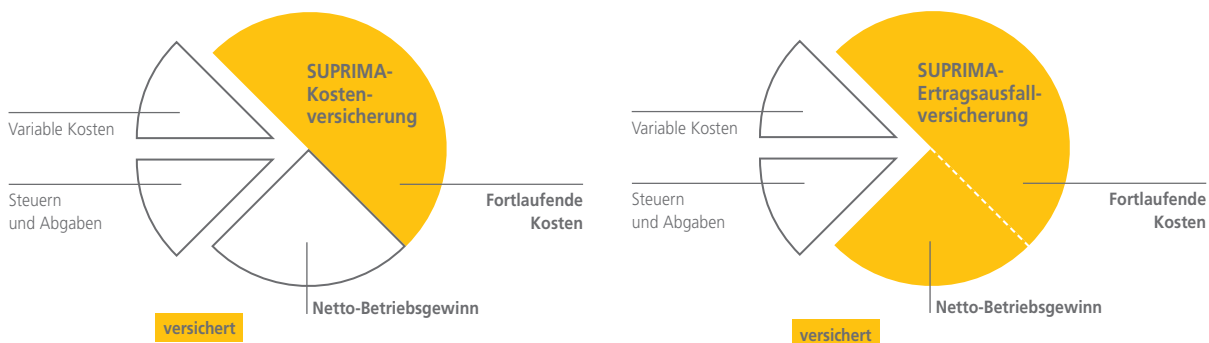 SUPRIMA-
Kosten-
versicherung
Variable Kosten
Steuern
und Abgaben
Fortlaufende
Kosten
Netto-Betriebsgewinn
versichert
SUPRIMA-
Ertragsausfall-
versicherung
Variable Kosten
Steuern
und Abgaben
Fortlaufende
Kosten
Netto-Betriebsgewinn
versichert